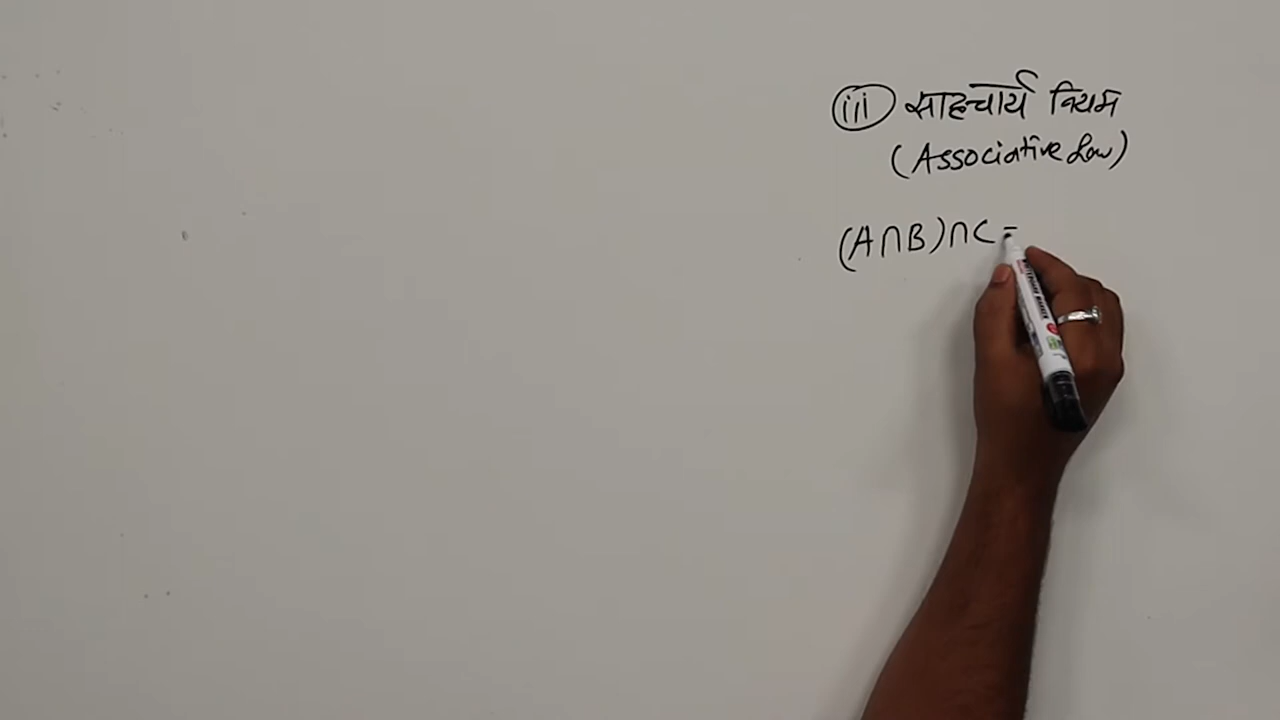 (iii) साहचार्य नियम
(Associative Law)
(A∩B)∩C =